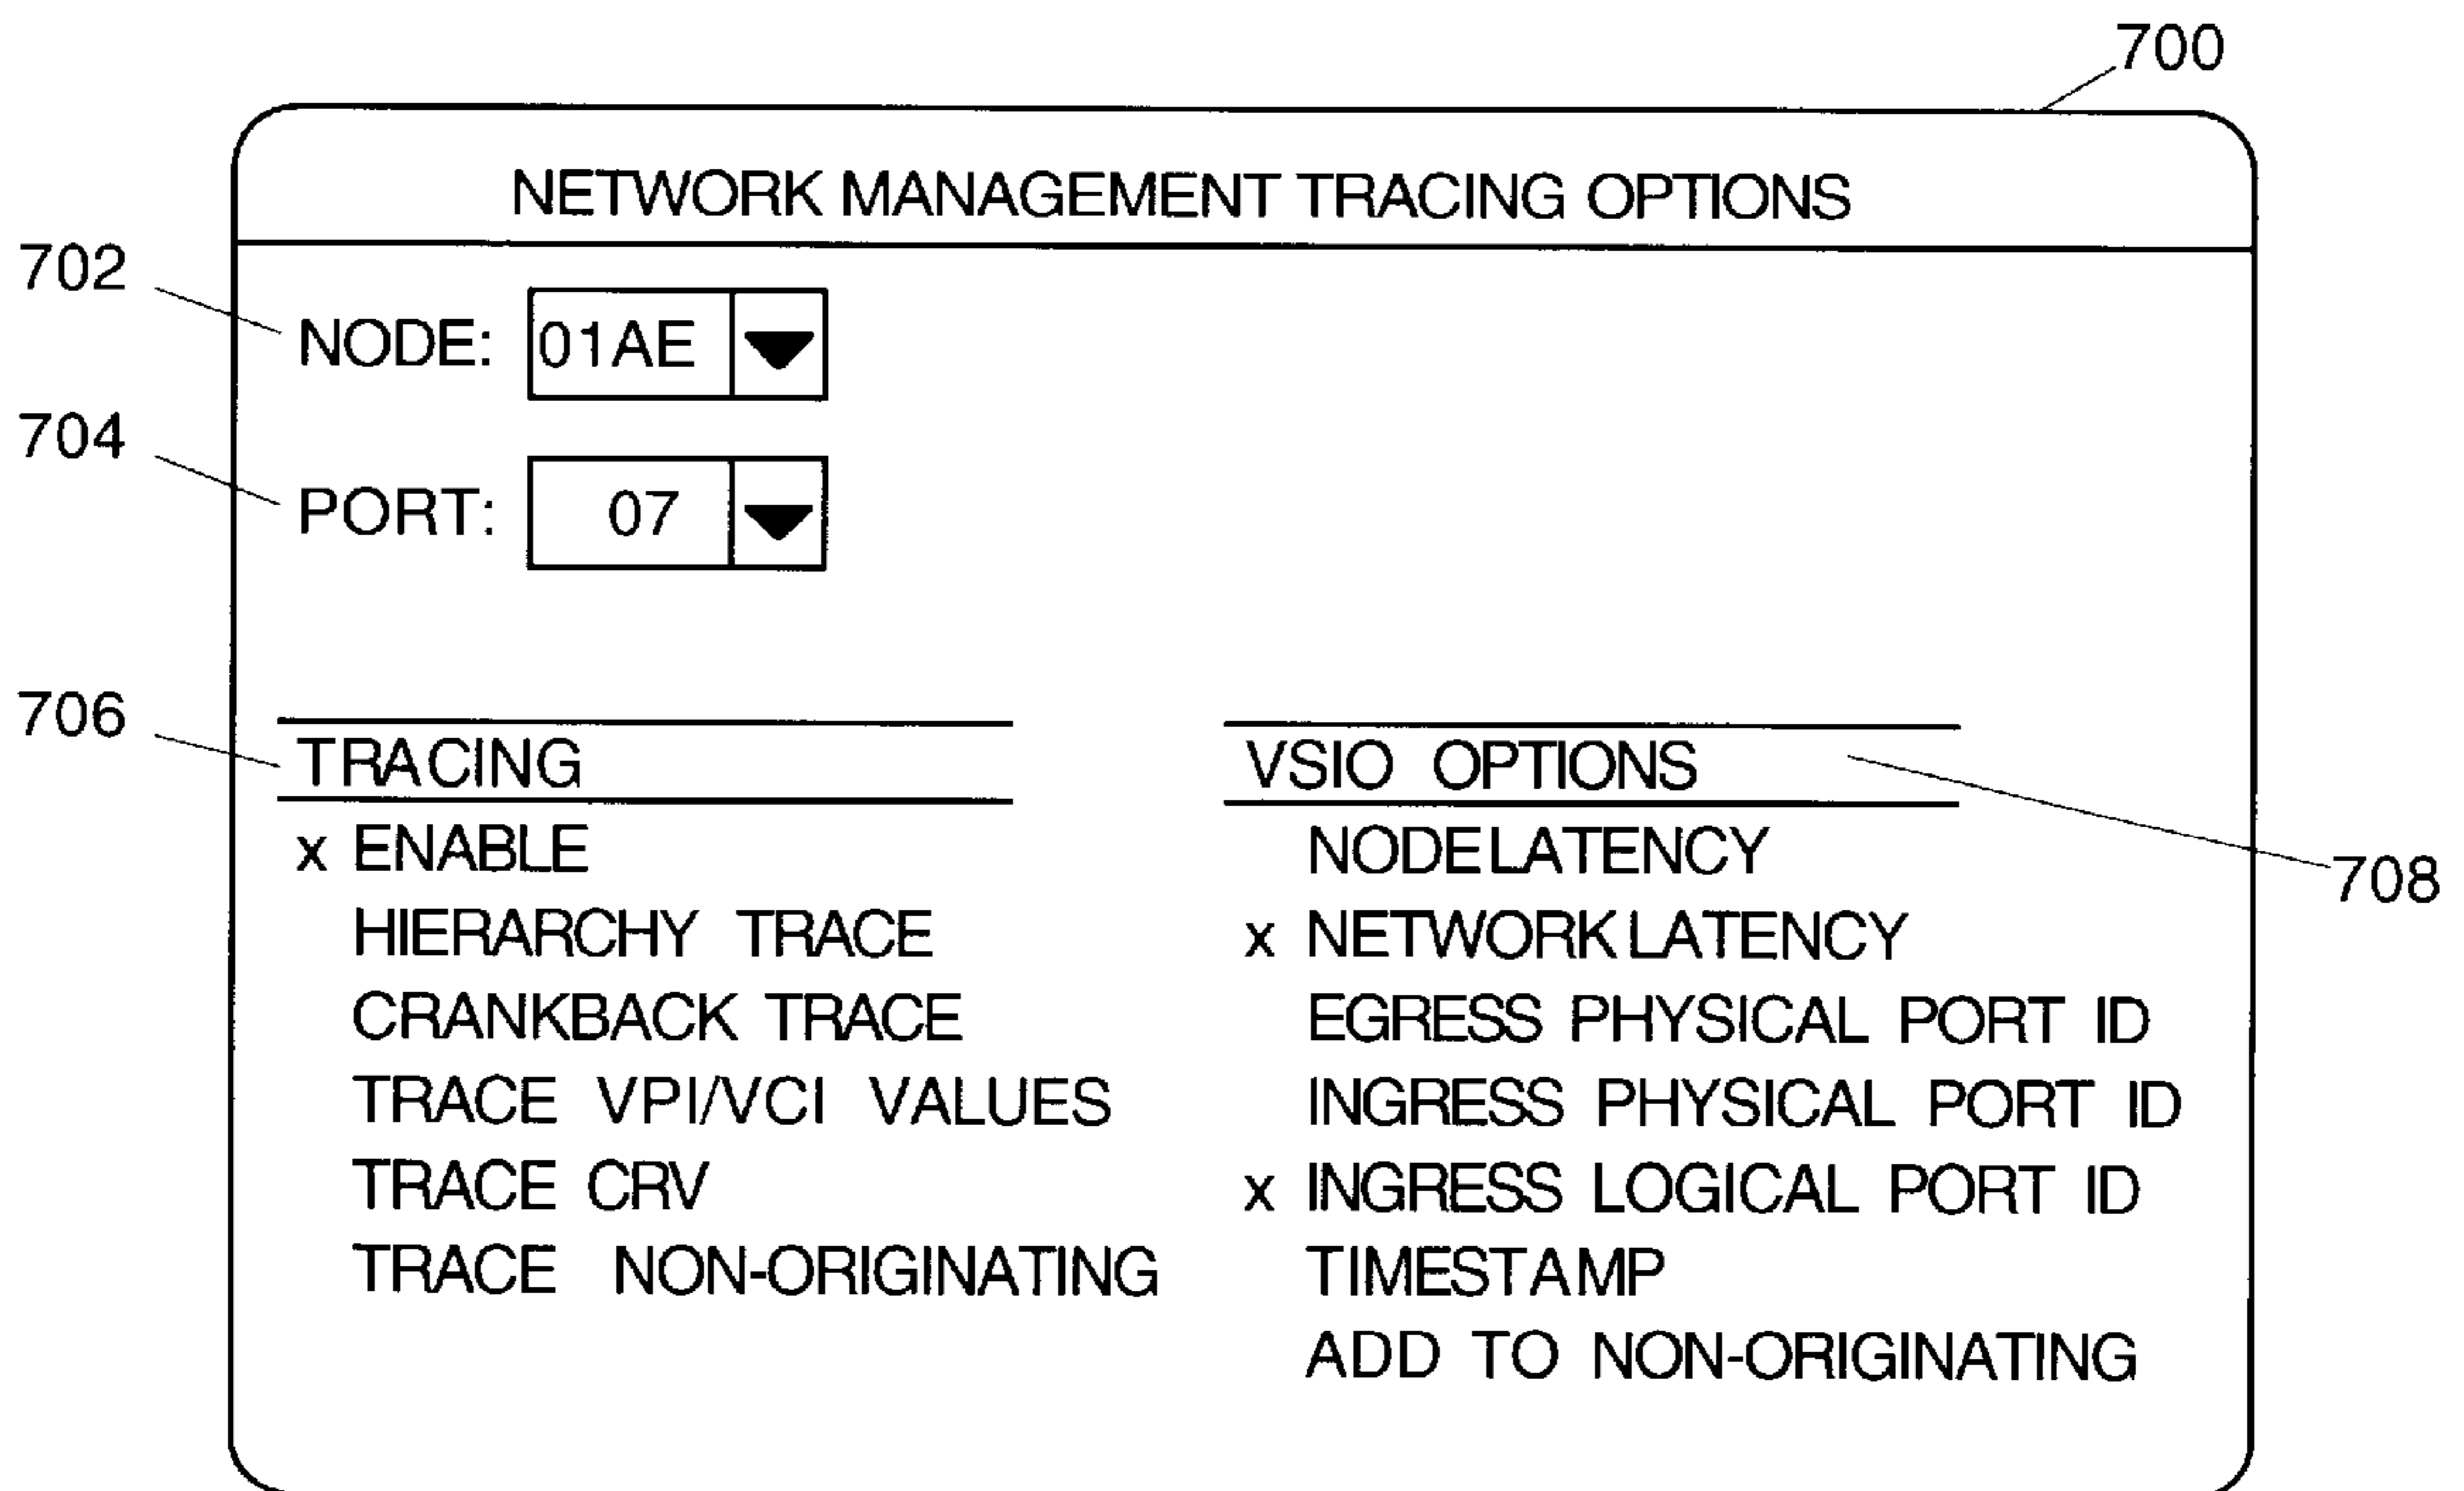 700
NETWORK MANAGEMENT TRACING OPTIONS
702
NODE: 01AE
704
PORT: 07
706
TRACING
x ENABLE
HIERARCHY TRACE
CRANKBACK TRACE
TRACE VPI/VCI VALUES
TRACE CRV
TRACE NON-ORIGINATING
VSIO OPTIONS
708
NODE LATENCY
x NETWORK LATENCY
EGRESS PHYSICAL PORT ID
INGRESS PHYSICAL PORT ID
x INGRESS LOGICAL PORT ID
TIMESTAMP
ADD TO NON-ORIGINATING